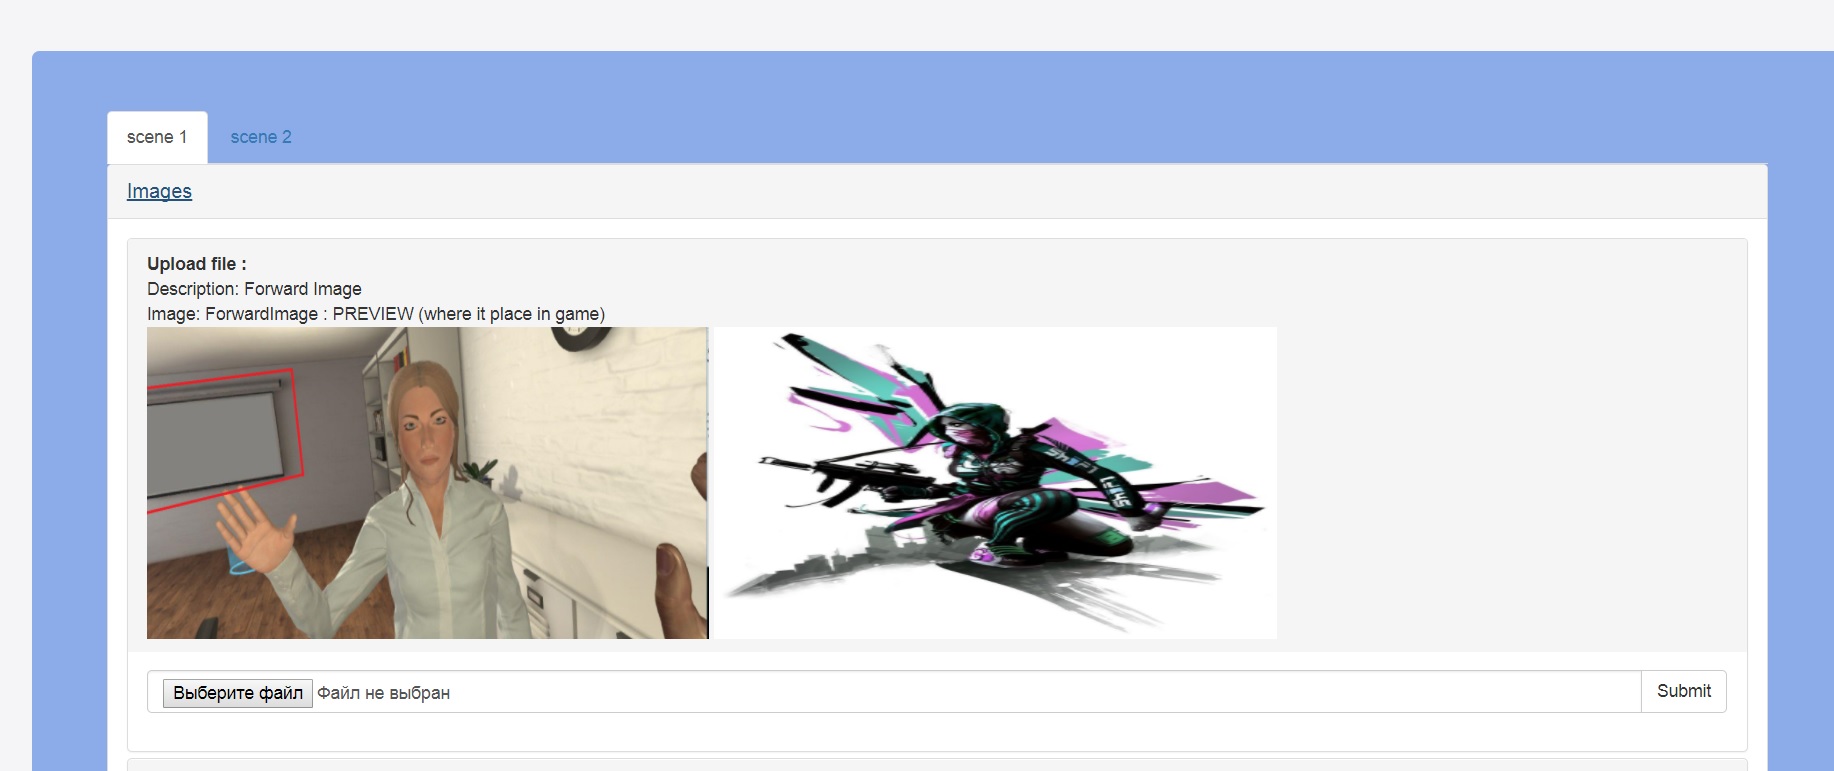 scene 1
scene 2
Images
Upload file :
Description: Forward Image
Image: ForwardImage : PREVIEW (where it place in game)
SHIFT
Выберите файл
Файл не выбран
Submit